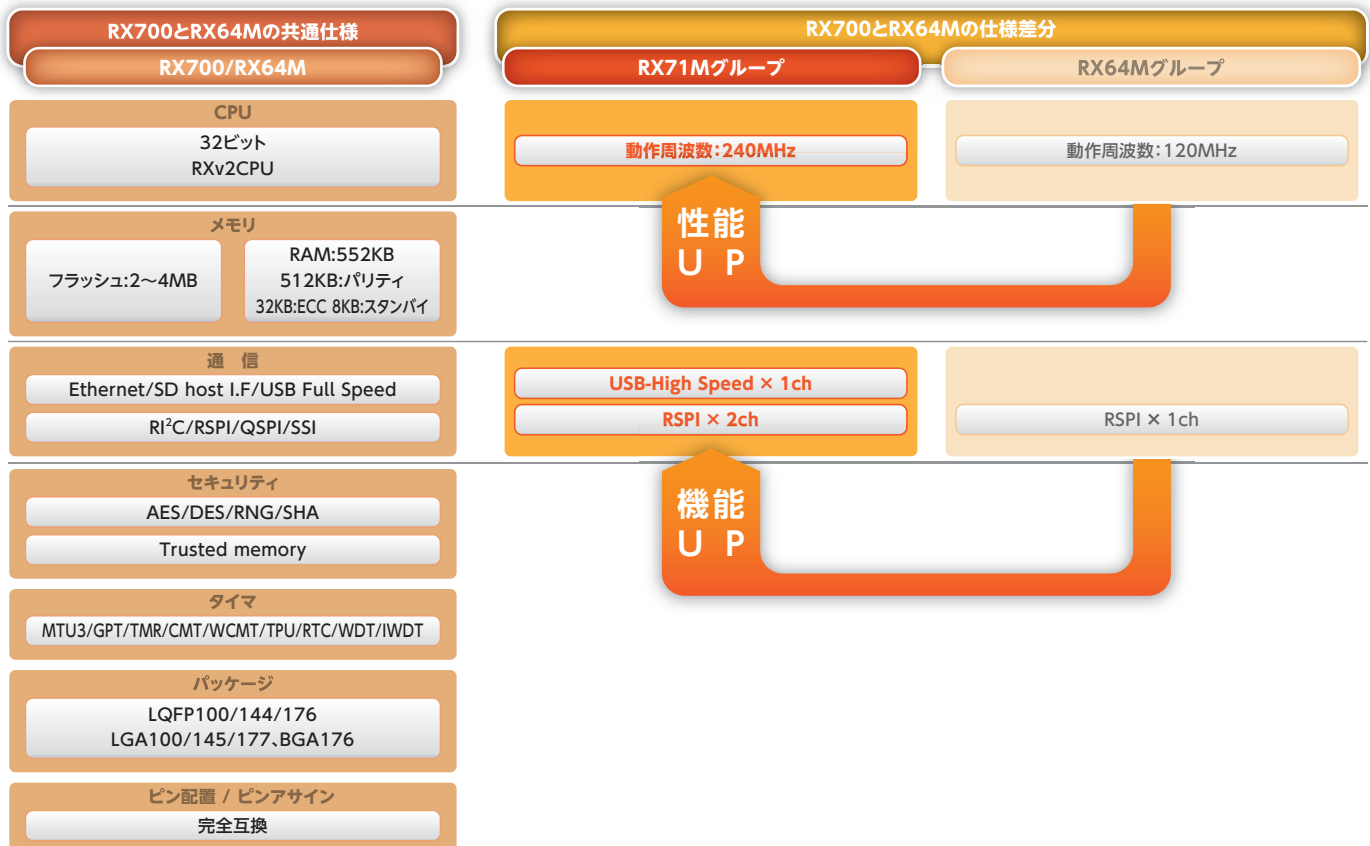 RX700とRX64Mの共通仕様
RX700/RX64M
CPU
32ビット
RXv2CPU
メモリ
フラッシュ:2〜4MB
RAM:552KB
512KB:パリティ
32KB:ECC 8KB:スタンバイ
通 信
Ethernet/SD host I.F/USB Full Speed
RI²C/RSPI/QSPI/SSI
セキュリティ
AES/DES/RNG/SHA
Trusted memory
タイマ
MTU3/GPT/TMR/CMT/WCMT/TPU/RTC/WDT/IWDT
パッケージ
LQFP100/144/176
LGA100/145/177、BGA176
ピン配置 / ピンアサイン
完全互換
RX700とRX64Mの仕様差分
RX71Mグループ
RX64Mグループ
動作周波数:240MHz
動作周波数:120MHz
性能
U P
USB-High Speed × 1ch
RSPI × 2ch
RSPI × 1ch
機能
U P